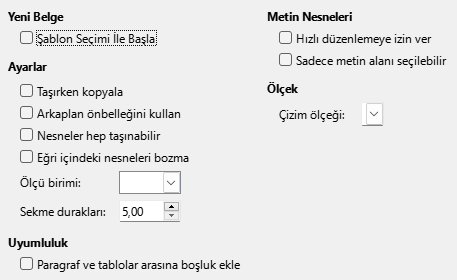 Yeni Belge
Şablon Seçimi İle Başla
Ayarlar
Taşırken kopyala
Arkaplan önbelleğini kullan
Nesneler hep taşınabilir
Eğri içindeki nesneleri bozma
Ölçü birimi:
Sekme durakları: 5,00
Uyumluluk
Paragraf ve tablolar arasına boşluk ekle
Metin Nesneleri
Hızlı düzenlemeye izin ver
Sadece metin alanı seçilebilir
Ölçek
Çizim ölçeği: